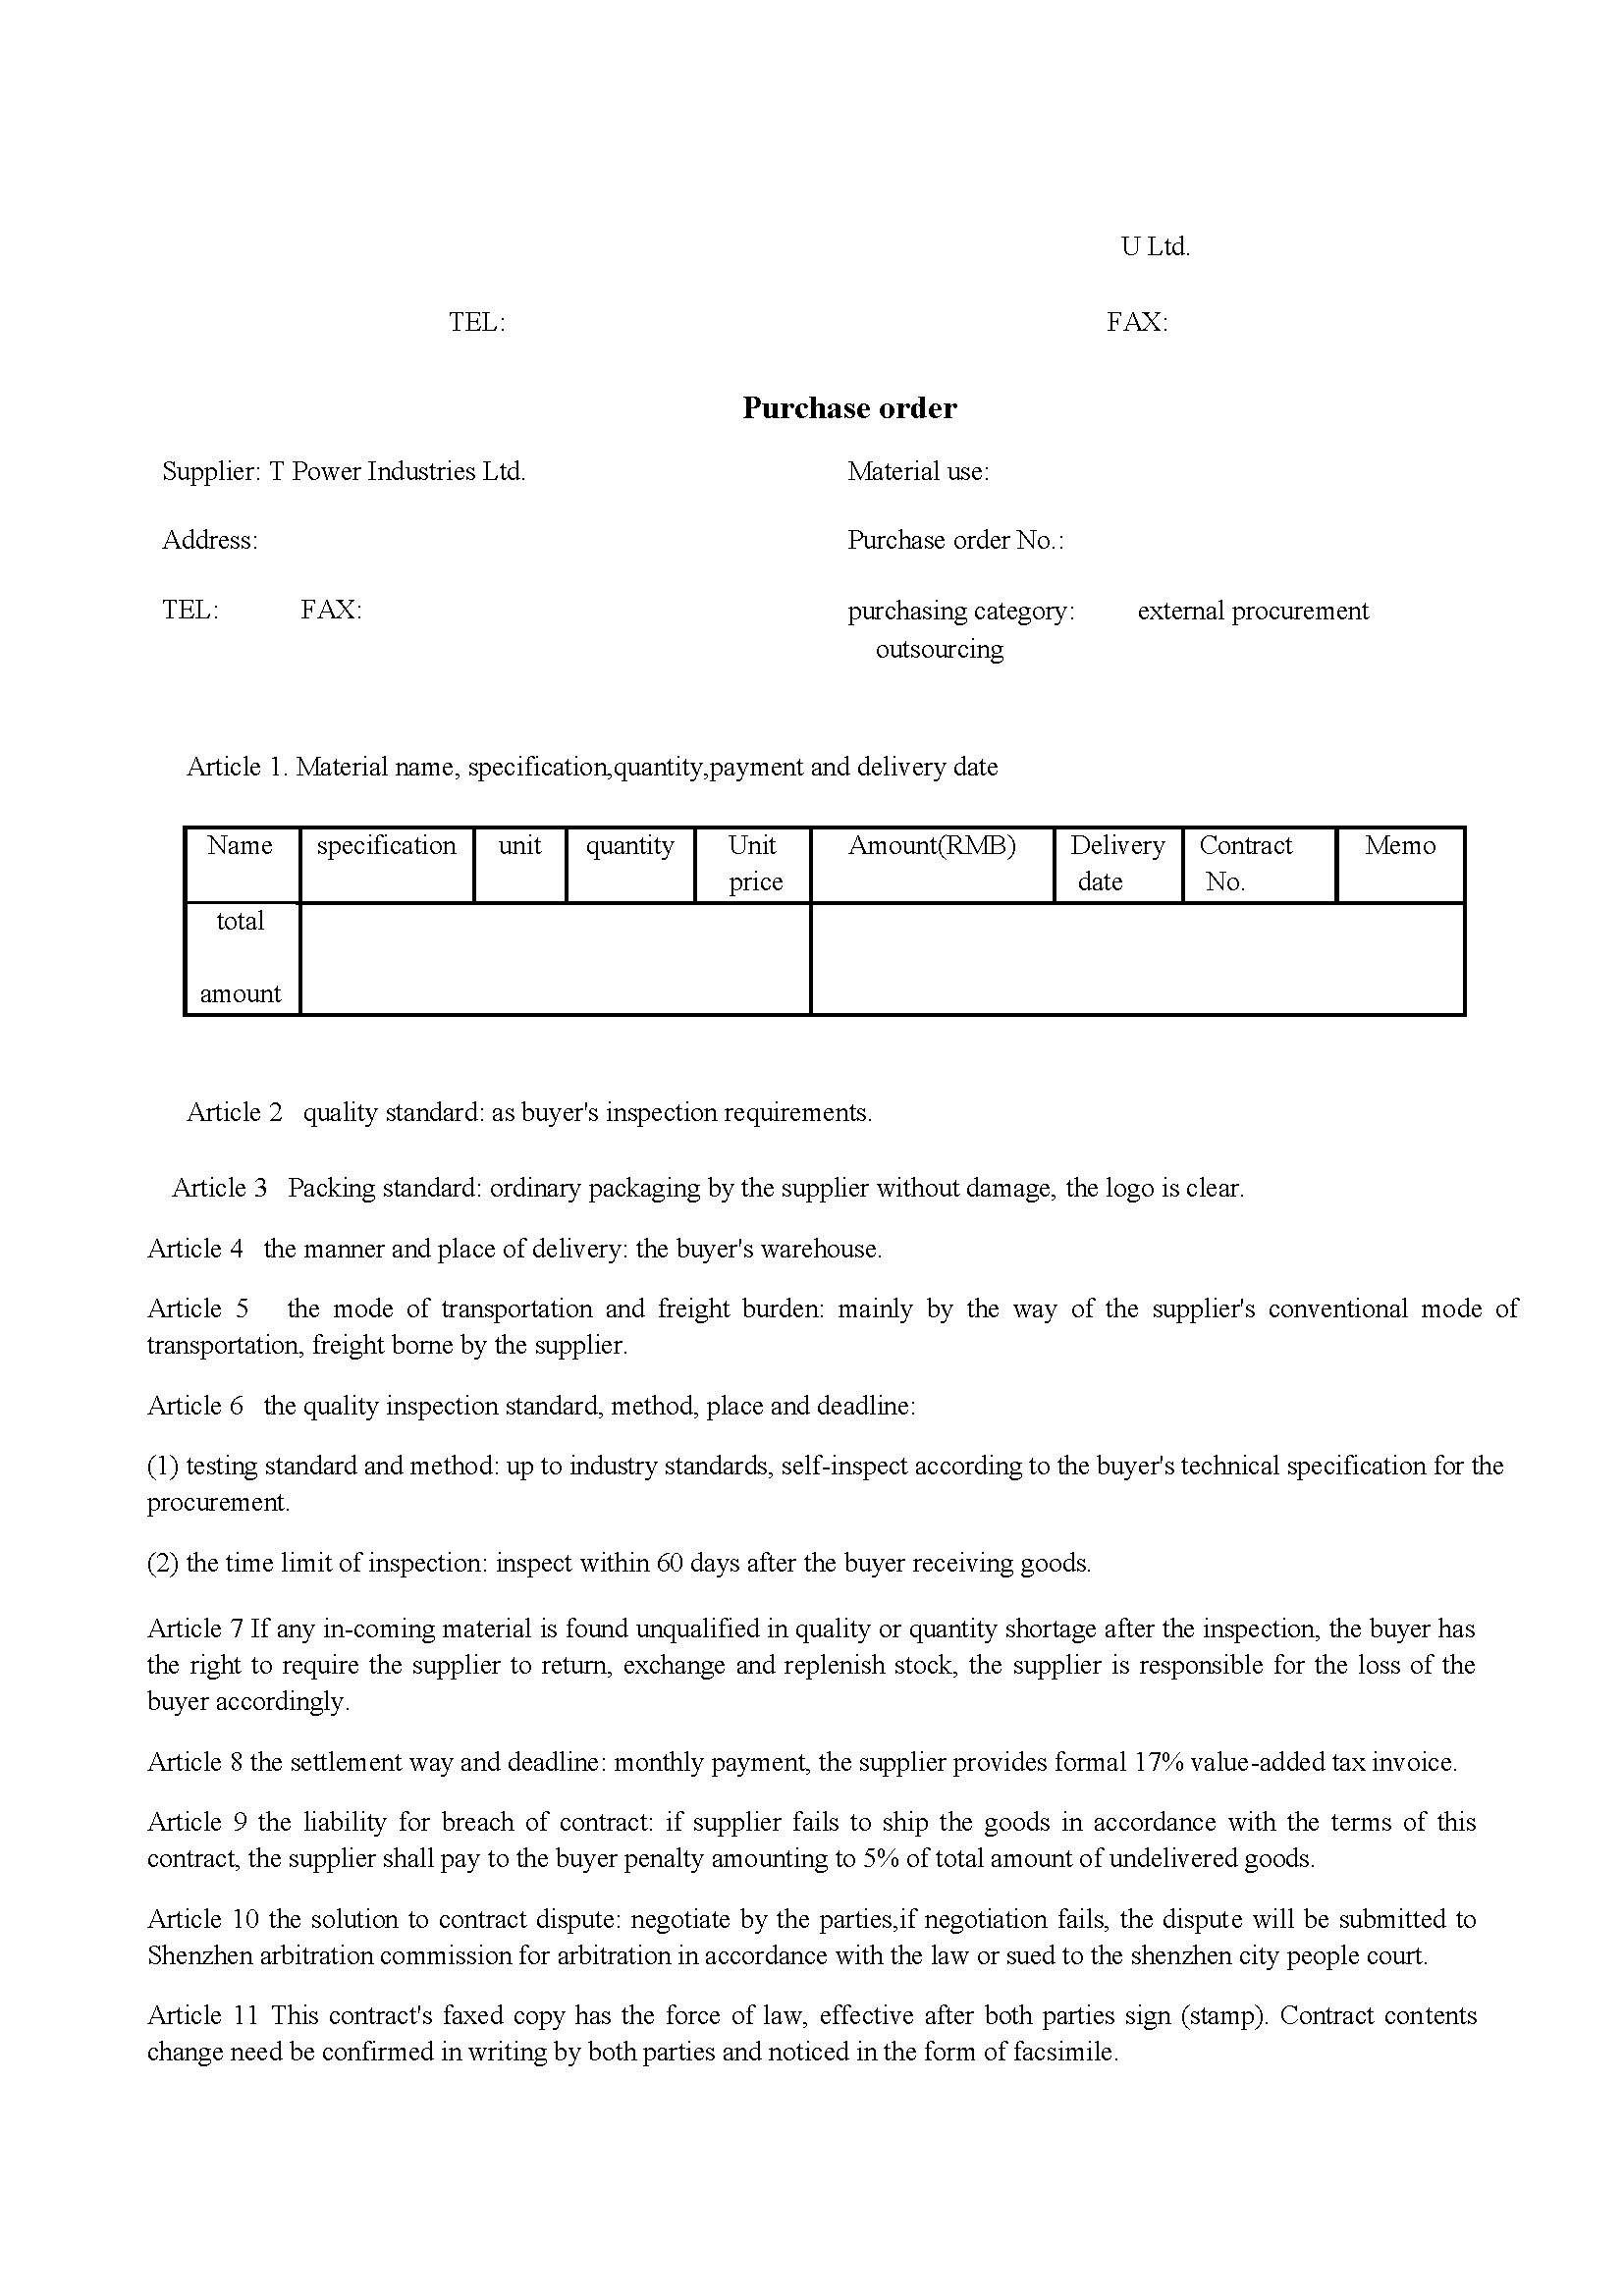 U Ltd.
TEL: FAX:
Purchase order
Supplier: T Power Industries Ltd. Material use:
Address: Purchase order No.:
TEL: FAX: purchasing category: external procurement
outsourcing
Article 1. Material name, specification,quantity,payment and delivery date
Name specification unit quantity Unit price Amount(RMB) Delivery date Contract No. Memo
total
amount
Article 2 quality standard: as buyer's inspection requirements.
Article 3 Packing standard: ordinary packaging by the supplier without damage, the logo is clear.
Article 4 the manner and place of delivery: the buyer's warehouse.
Article 5 the mode of transportation and freight burden: mainly by the way of the supplier's conventional mode of
transportation, freight borne by the supplier.
Article 6 the quality inspection standard, method, place and deadline:
(1) testing standard and method: up to industry standards, self-inspect according to the buyer's technical specification for the
procurement.
(2) the time limit of inspection: inspect within 60 days after the buyer receiving goods.
Article 7 If any in-coming material is found unqualified in quality or quantity shortage after the inspection, the buyer has
the right to require the supplier to return, exchange and replenish stock, the supplier is responsible for the loss of the
buyer accordingly.
Article 8 the settlement way and deadline: monthly payment, the supplier provides formal 17% value-added tax invoice.
Article 9 the liability for breach of contract: if supplier fails to ship the goods in accordance with the terms of this
contract, the supplier shall pay to the buyer penalty amounting to 5% of total amount of undelivered goods.
Article 10 the solution to contract dispute: negotiate by the parties,if negotiation fails, the dispute will be submitted to
Shenzhen arbitration commission for arbitration in accordance with the law or sued to the shenzhen city people court.
Article 11 This contract's faxed copy has the force of law, effective after both parties sign (stamp). Contract contents
change need be confirmed in writing by both parties and noticed in the form of facsimile.